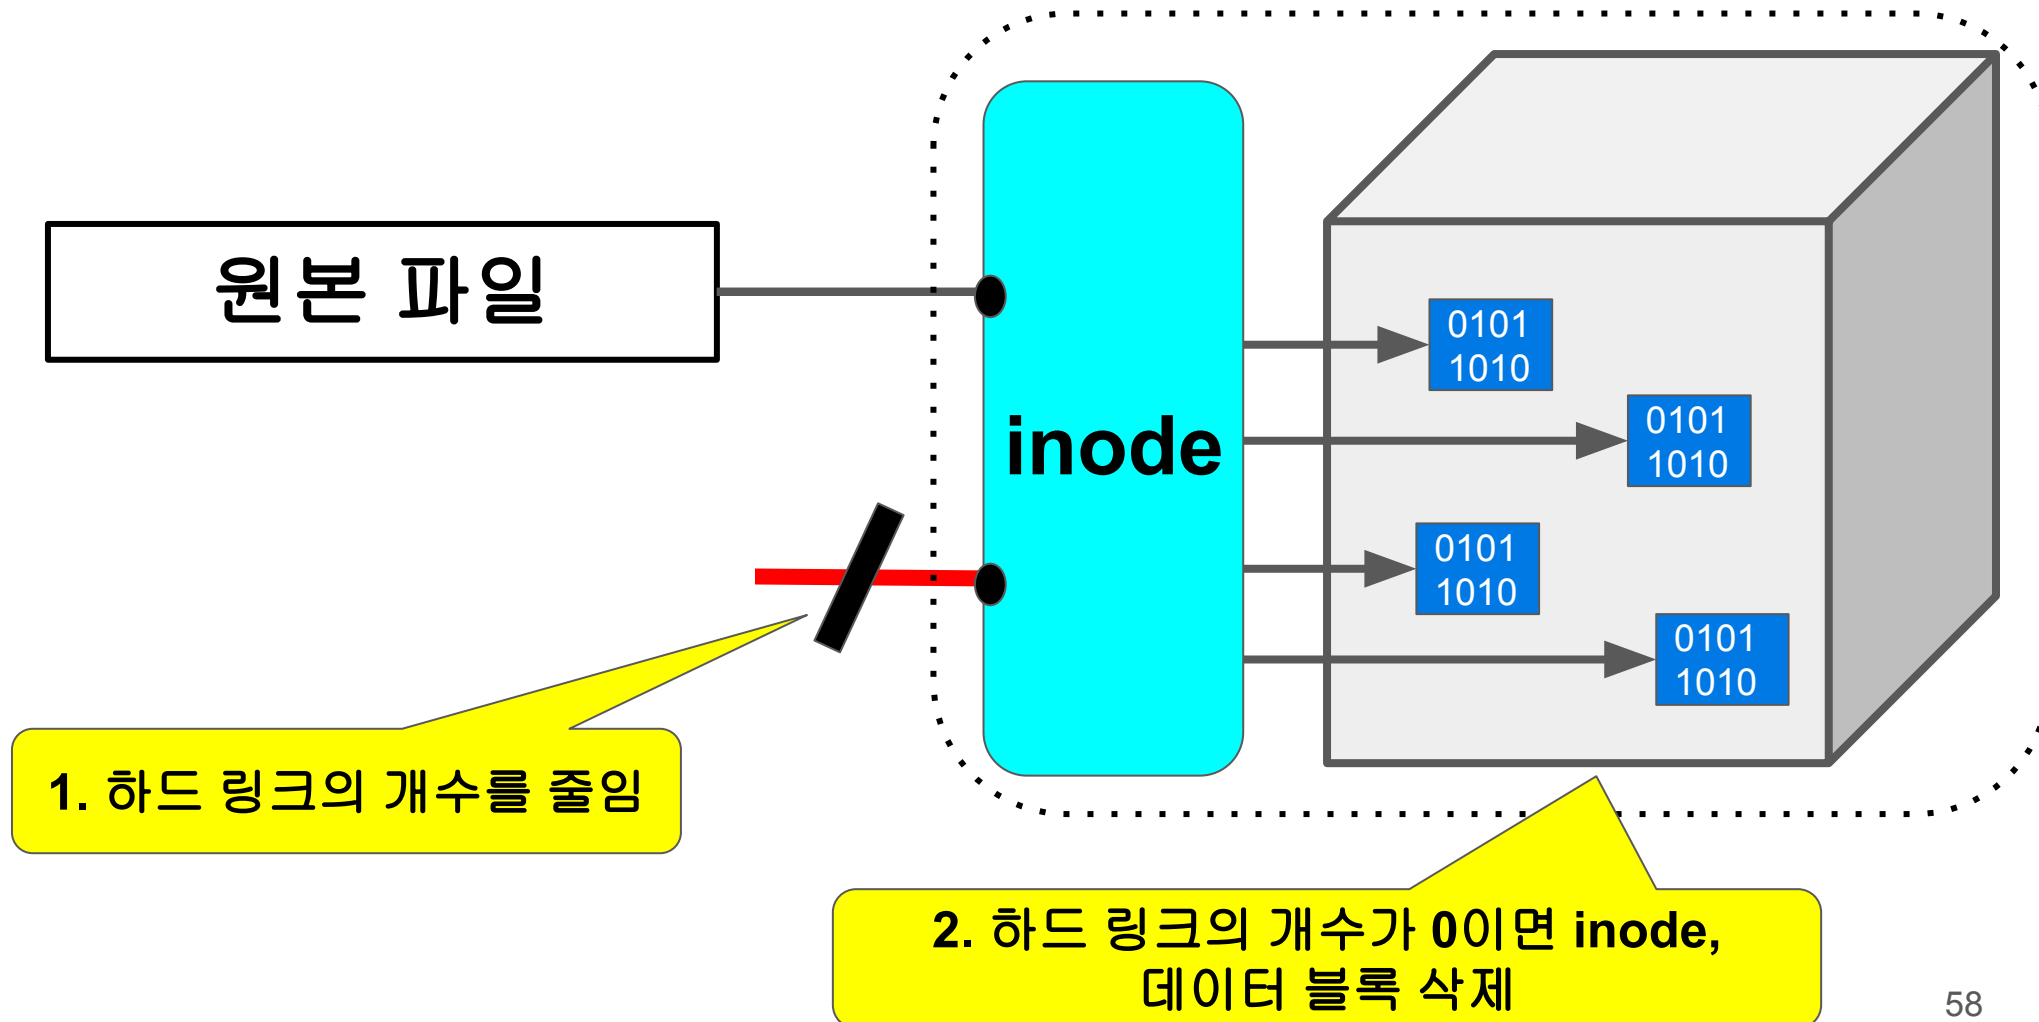 원본 파일
inode
0101
1010
0101
1010
0101
1010
0101
1010
1. 하드 링크의 개수를 줄임
2. 하드 링크의 개수가 0이면 inode,
데이터 블록 삭제
58